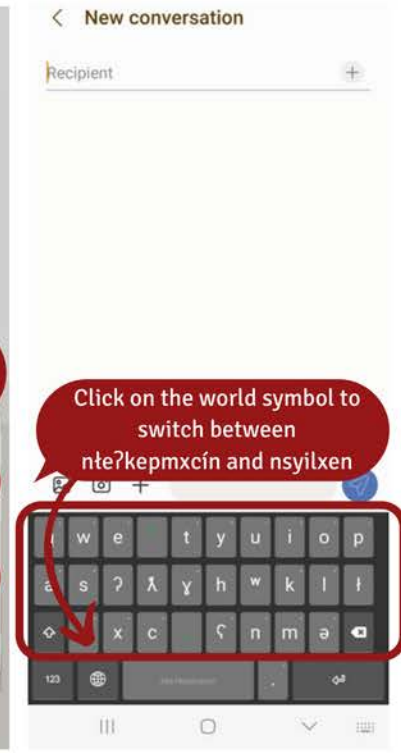 New conversation
Recipient
Click on the world symbol to
switch between
nłeʔkepmxcín and nsyilxen
w e t y u i o p
a s ʔ ƛ ɣ h ʷ k l ł
x c ʕ n m ə
123 .